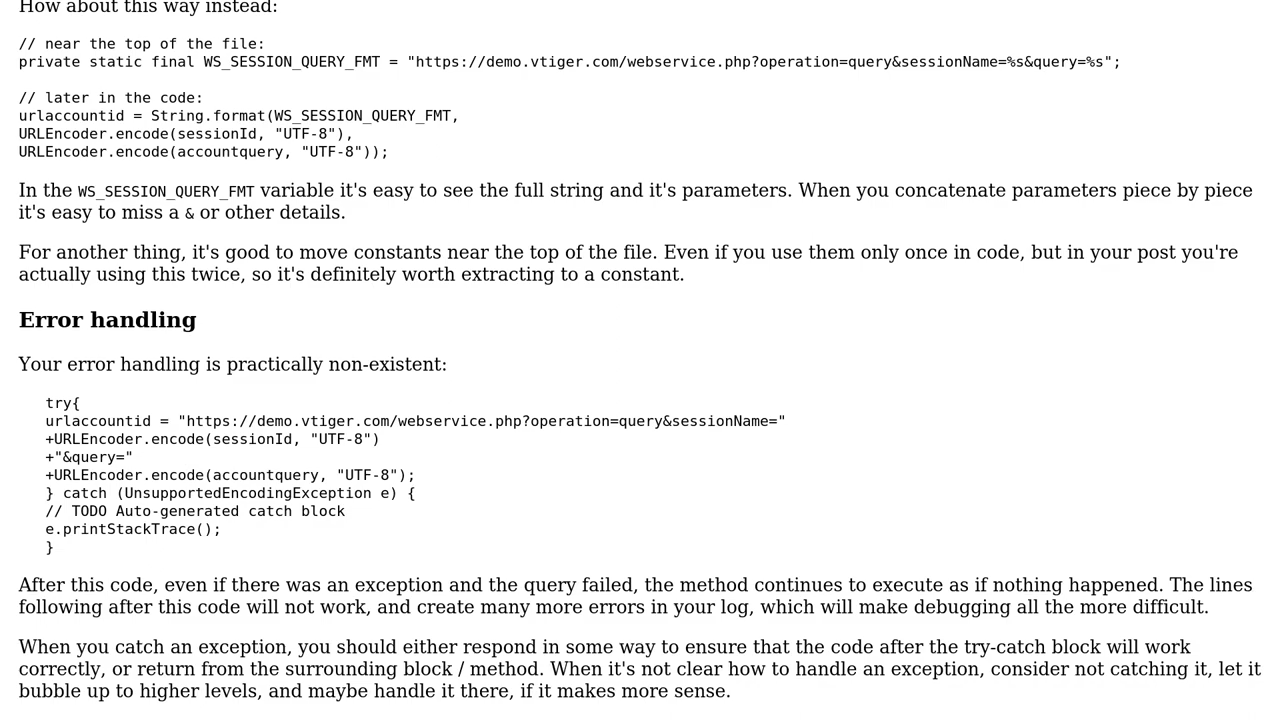 How about this way instead:
// near the top of the file:
private static final WS_SESSION_QUERY_FMT = "https://demo.vtiger.com/webservice.php?operation=query&sessionName=%s&query=%s";
// later in the code:
urlaccountid = String.format(WS_SESSION_QUERY_FMT,
URLEncoder.encode(sessionId, "UTF-8"),
URLEncoder.encode(accountquery, "UTF-8"));
In the WS_SESSION_QUERY_FMT variable it's easy to see the full string and it's parameters. When you concatenate parameters piece by piece
it's easy to miss a & or other details.
For another thing, it's good to move constants near the top of the file. Even if you use them only once in code, but in your post you're
actually using this twice, so it's definitely worth extracting to a constant.
Error handling
Your error handling is practically non-existent:
try{
urlaccountid = "https://demo.vtiger.com/webservice.php?operation=query&sessionName="
+URLEncoder.encode(sessionId, "UTF-8")
+"&query="
+URLEncoder.encode(accountquery, "UTF-8");
} catch (UnsupportedEncodingException e) {
// TODO Auto-generated catch block
e.printStackTrace();
}
After this code, even if there was an exception and the query failed, the method continues to execute as if nothing happened. The lines
following after this code will not work, and create many more errors in your log, which will make debugging all the more difficult.
When you catch an exception, you should either respond in some way to ensure that the code after the try-catch block will work
correctly, or return from the surrounding block / method. When it's not clear how to handle an exception, consider not catching it, let it
bubble up to higher levels, and maybe handle it there, if it makes more sense.